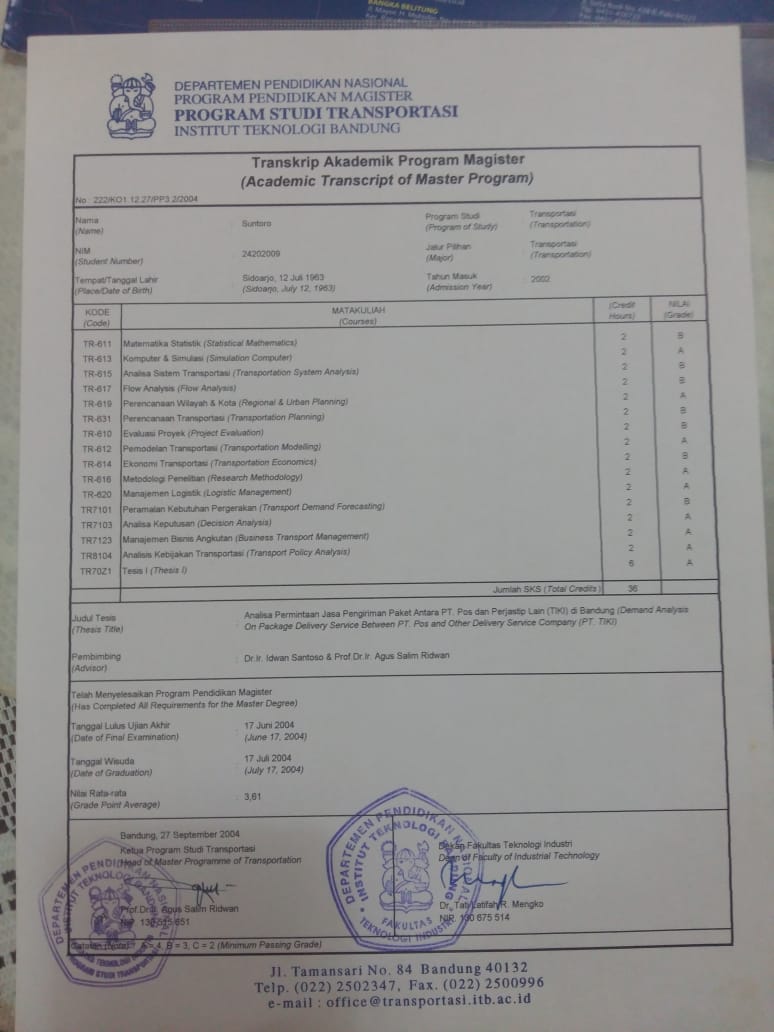 BANGKA BELITUNG
DEPARTEMEN PENDIDIKAN NASIONAL
PROGRAM PENDIDIKAN MAGISTER
PROGRAM STUDI TRANSPORTASI
INSTITUT TEKNOLOGI BANDUNG
Transkrip Akademik Program Magister
(Academic Transcript of Master Program)
No. 222/KO1.12.27/PP3.2/2004
Nama (Name) : Suntoro Program Studi (Program of Study) : Transportasi (Transportation)
NIM (Student Number) : 24202009 Jalur Pilihan (Major) : Transportasi (Transportation)
Tempat/Tanggal Lahir (Place/Date of Birth) : Sidoarjo, 12 Juli 1963 (Sidoarjo, July 12, 1963) Tahun Masuk (Admission Year) : 2002
KODE (Code) MATAKULIAH (Courses) (Credit Hours) NILAI (Grade)
TR-611 Matematika Statistik (Statistical Mathematics) 2 B
TR-613 Komputer & Simulasi (Simulation Computer) 2 A
TR-615 Analisa Sistem Transportasi (Transportation System Analysis) 2 B
TR-617 Flow Analysis (Flow Analysis) 2 B
TR-619 Perencanaan Wilayah & Kota (Regional & Urban Planning) 2 A
TR-631 Perencanaan Transportasi (Transportation Planning) 2 B
TR-610 Evaluasi Proyek (Project Evaluation) 2 B
TR-612 Pemodelan Transportasi (Transportation Modelling) 2 A
TR-614 Ekonomi Transportasi (Transportation Economics) 2 B
TR-616 Metodologi Penelitian (Research Methodology) 2 A
TR-620 Manajemen Logistik (Logistic Management) 2 A
TR7101 Peramalan Kebutuhan Pergerakan (Transport Demand Forecasting) 2 B
TR7103 Analisa Keputusan (Decision Analysis) 2 A
TR7123 Manajemen Bisnis Angkutan (Business Transport Management) 2 A
TR8104 Analisis Kebijakan Transportasi (Transport Policy Analysis) 2 A
TR70Z1 Tesis I (Thesis I) 6 A
Jumlah SKS (Total Credits) 36
Judul Tesis (Thesis Title) : Analisa Permintaan Jasa Pengiriman Paket Antara PT. Pos dan Perjastip Lain (TIKI) di Bandung (Demand Analysis
On Package Delivery Service Between PT. Pos and Other Delivery Service Company (PT. TIKI)
Pembimbing (Advisor) : Dr.Ir. Idwan Santoso & Prof.Dr.Ir. Agus Salim Ridwan
Telah Menyelesaikan Program Pendidikan Magister
(Has Completed All Requirements for the Master Degree)
Tanggal Lulus Ujian Akhir (Date of Final Examination) : 17 Juni 2004 (June 17, 2004)
Tanggal Wisuda (Date of Graduation) : 17 Juli 2004 (July 17, 2004)
Nilai Rata-rata (Grade Point Average) : 3,61
Bandung, 27 September 2004
Ketua Program Studi Transportasi
Head of Master Programme of Transportation
Prof.Dr.Ir. Agus Salim Ridwan
Dekan Fakultas Teknologi Industri
Dean of Faculty of Industrial Technology
Dr. Tati Latifah R. Mengko
NIP. 130 675 514
DEPARTEMEN PENDIDIKAN NASIONAL
INSTITUT TEKNOLOGI BANDUNG
FAKULTAS
TEKNOLOGI INDUSTRI
DEPARTEMEN PENDIDIKAN NASIONAL
INSTITUT TEKNOLOGI BANDUNG
PROGRAM STUDI TRANSPORTASI
Catatan (Note) : A = 4, B = 3, C = 2 (Minimum Passing Grade)
Jl. Tamansari No. 84 Bandung 40132
Telp. (022) 2502347, Fax. (022) 2500996
e-mail : office@transportasi.itb.ac.id